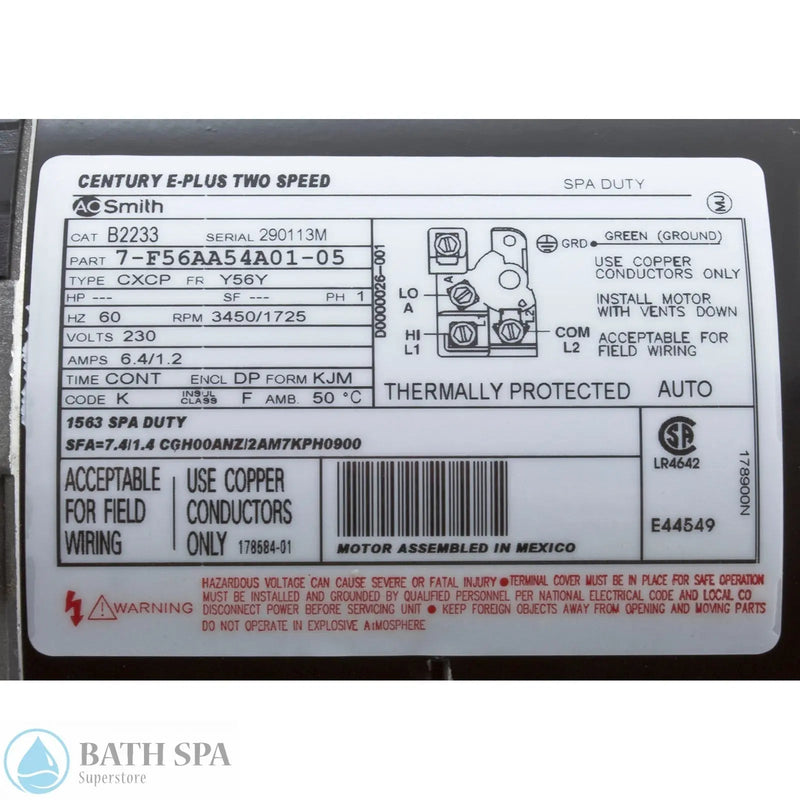 CENTURY E-PLUS TWO SPEED
SPA DUTY
AO Smith
MJ
CAT B2233 SERIAL 290113M
PART 7-F56AA54A01-05
TYPE CXCP FR Y56Y
HP --- SF --- PH 1
HZ 60 RPM 3450/1725
VOLTS 230
AMPS 6.4/1.2
TIME CONT ENCL DP FORM KJM
CODE K INSUL CLASS F AMB. 50 °C
D0000026-001
A
LO
A
HI
L1
L1
L2
COM
L2
GRD GREEN (GROUND)
USE COPPER
CONDUCTORS ONLY
INSTALL MOTOR
WITH VENTS DOWN
ACCEPTABLE FOR
FIELD WIRING
THERMALLY PROTECTED AUTO
1563 SPA DUTY
SFA=7.4/1.4 CGH00ANZ/2AM7KPH0900
ACCEPTABLE
FOR FIELD
WIRING
USE COPPER
CONDUCTORS
ONLY 178584-01
MOTOR ASSEMBLED IN MEXICO
SA
LR4642
E44549
178900N
WARNING
HAZARDOUS VOLTAGE CAN CAUSE SEVERE OR FATAL INJURY ● TERMINAL COVER MUST BE IN PLACE FOR SAFE OPERATION
MUST BE INSTALLED AND GROUNDED BY QUALIFIED PERSONNEL PER NATIONAL ELECTRICAL CODE AND LOCAL CO
DISCONNECT POWER BEFORE SERVICING UNIT ● KEEP FOREIGN OBJECTS AWAY FROM OPENING AND MOVING PARTS
DO NOT OPERATE IN EXPLOSIVE ATMOSPHERE
BATH SPA
Superstore